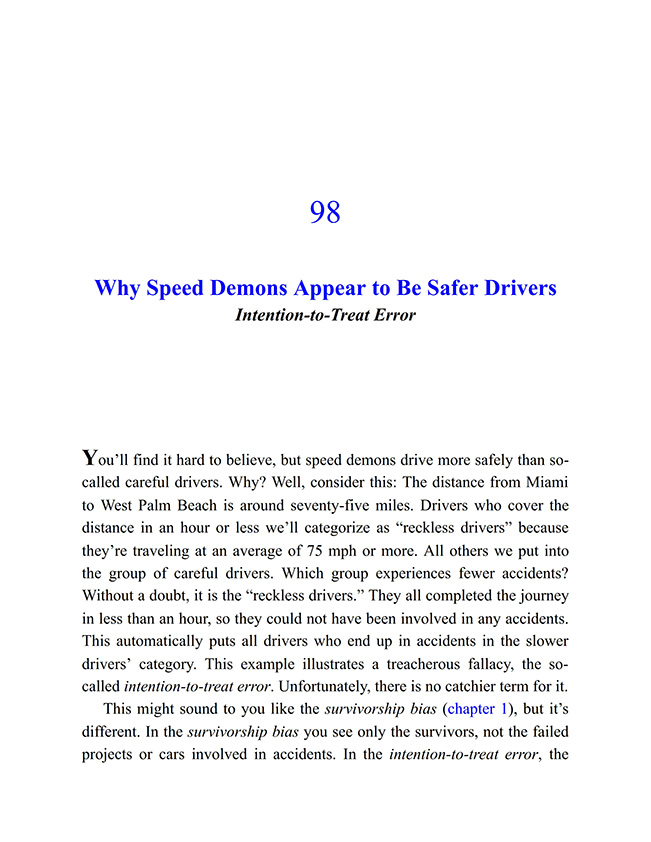 98
Why Speed Demons Appear to Be Safer Drivers
Intention-to-Treat Error
You’ll find it hard to believe, but speed demons drive more safely than so-
called careful drivers. Why? Well, consider this: The distance from Miami
to West Palm Beach is around seventy-five miles. Drivers who cover the
distance in an hour or less we’ll categorize as “reckless drivers” because
they’re traveling at an average of 75 mph or more. All others we put into
the group of careful drivers. Which group experiences fewer accidents?
Without a doubt, it is the “reckless drivers.” They all completed the journey
in less than an hour, so they could not have been involved in any accidents.
This automatically puts all drivers who end up in accidents in the slower
drivers’ category. This example illustrates a treacherous fallacy, the so-
called intention-to-treat error. Unfortunately, there is no catchier term for it.
This might sound to you like the survivorship bias (chapter 1), but it’s
different. In the survivorship bias you see only the survivors, not the failed
projects or cars involved in accidents. In the intention-to-treat error, the